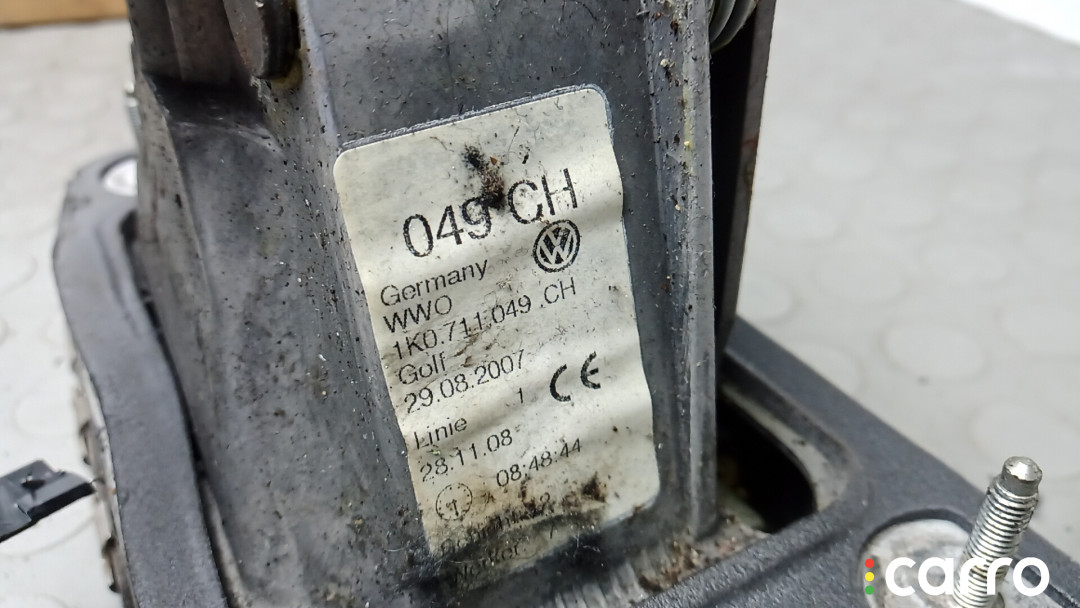 049 CH
Germany
WWO
1K0.711.049 .CH
Golf
29.08.2007
Linie 1 CE
28.11.08
08:48:44
carro